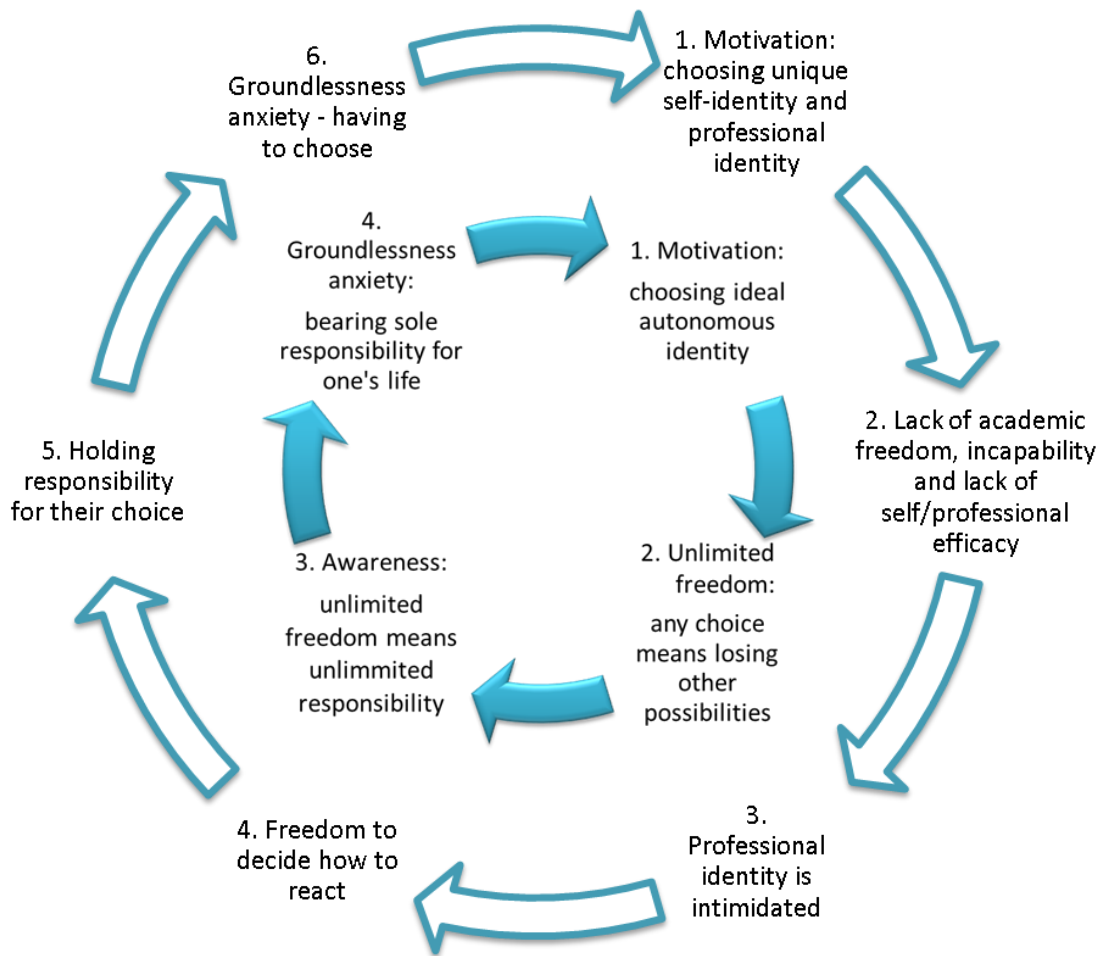 1. Motivation:
choosing unique
self-identity and
professional
identity
2. Lack of academic
freedom, incapability
and lack of
self/professional
efficacy
3.
Professional
identity is
intimidated
4. Freedom to
decide how to
react
5. Holding
responsibility
for their choice
6.
Groundlessness
anxiety - having
to choose
1. Motivation:
choosing ideal
autonomous
identity
2. Unlimited
freedom:
any choice
means losing
other
possibilities
3. Awareness:
unlimited
freedom means
unlimmited
responsibility
4.
Groundlessness
anxiety:
bearing sole
responsibility for
one's life